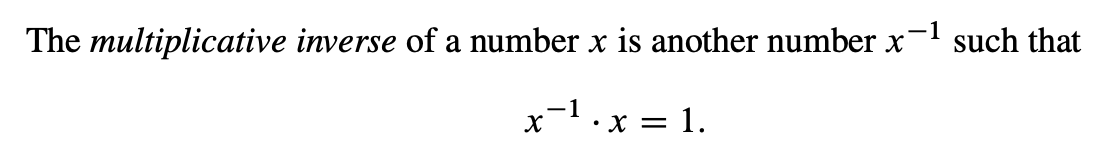 The multiplicative inverse of a number x is another number x⁻¹ such that
x⁻¹ · x = 1.